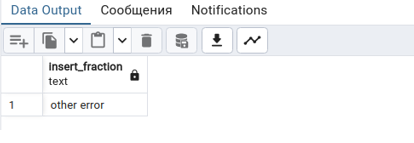 Data Output Сообщения Notifications
insert_fraction
text
1 other error